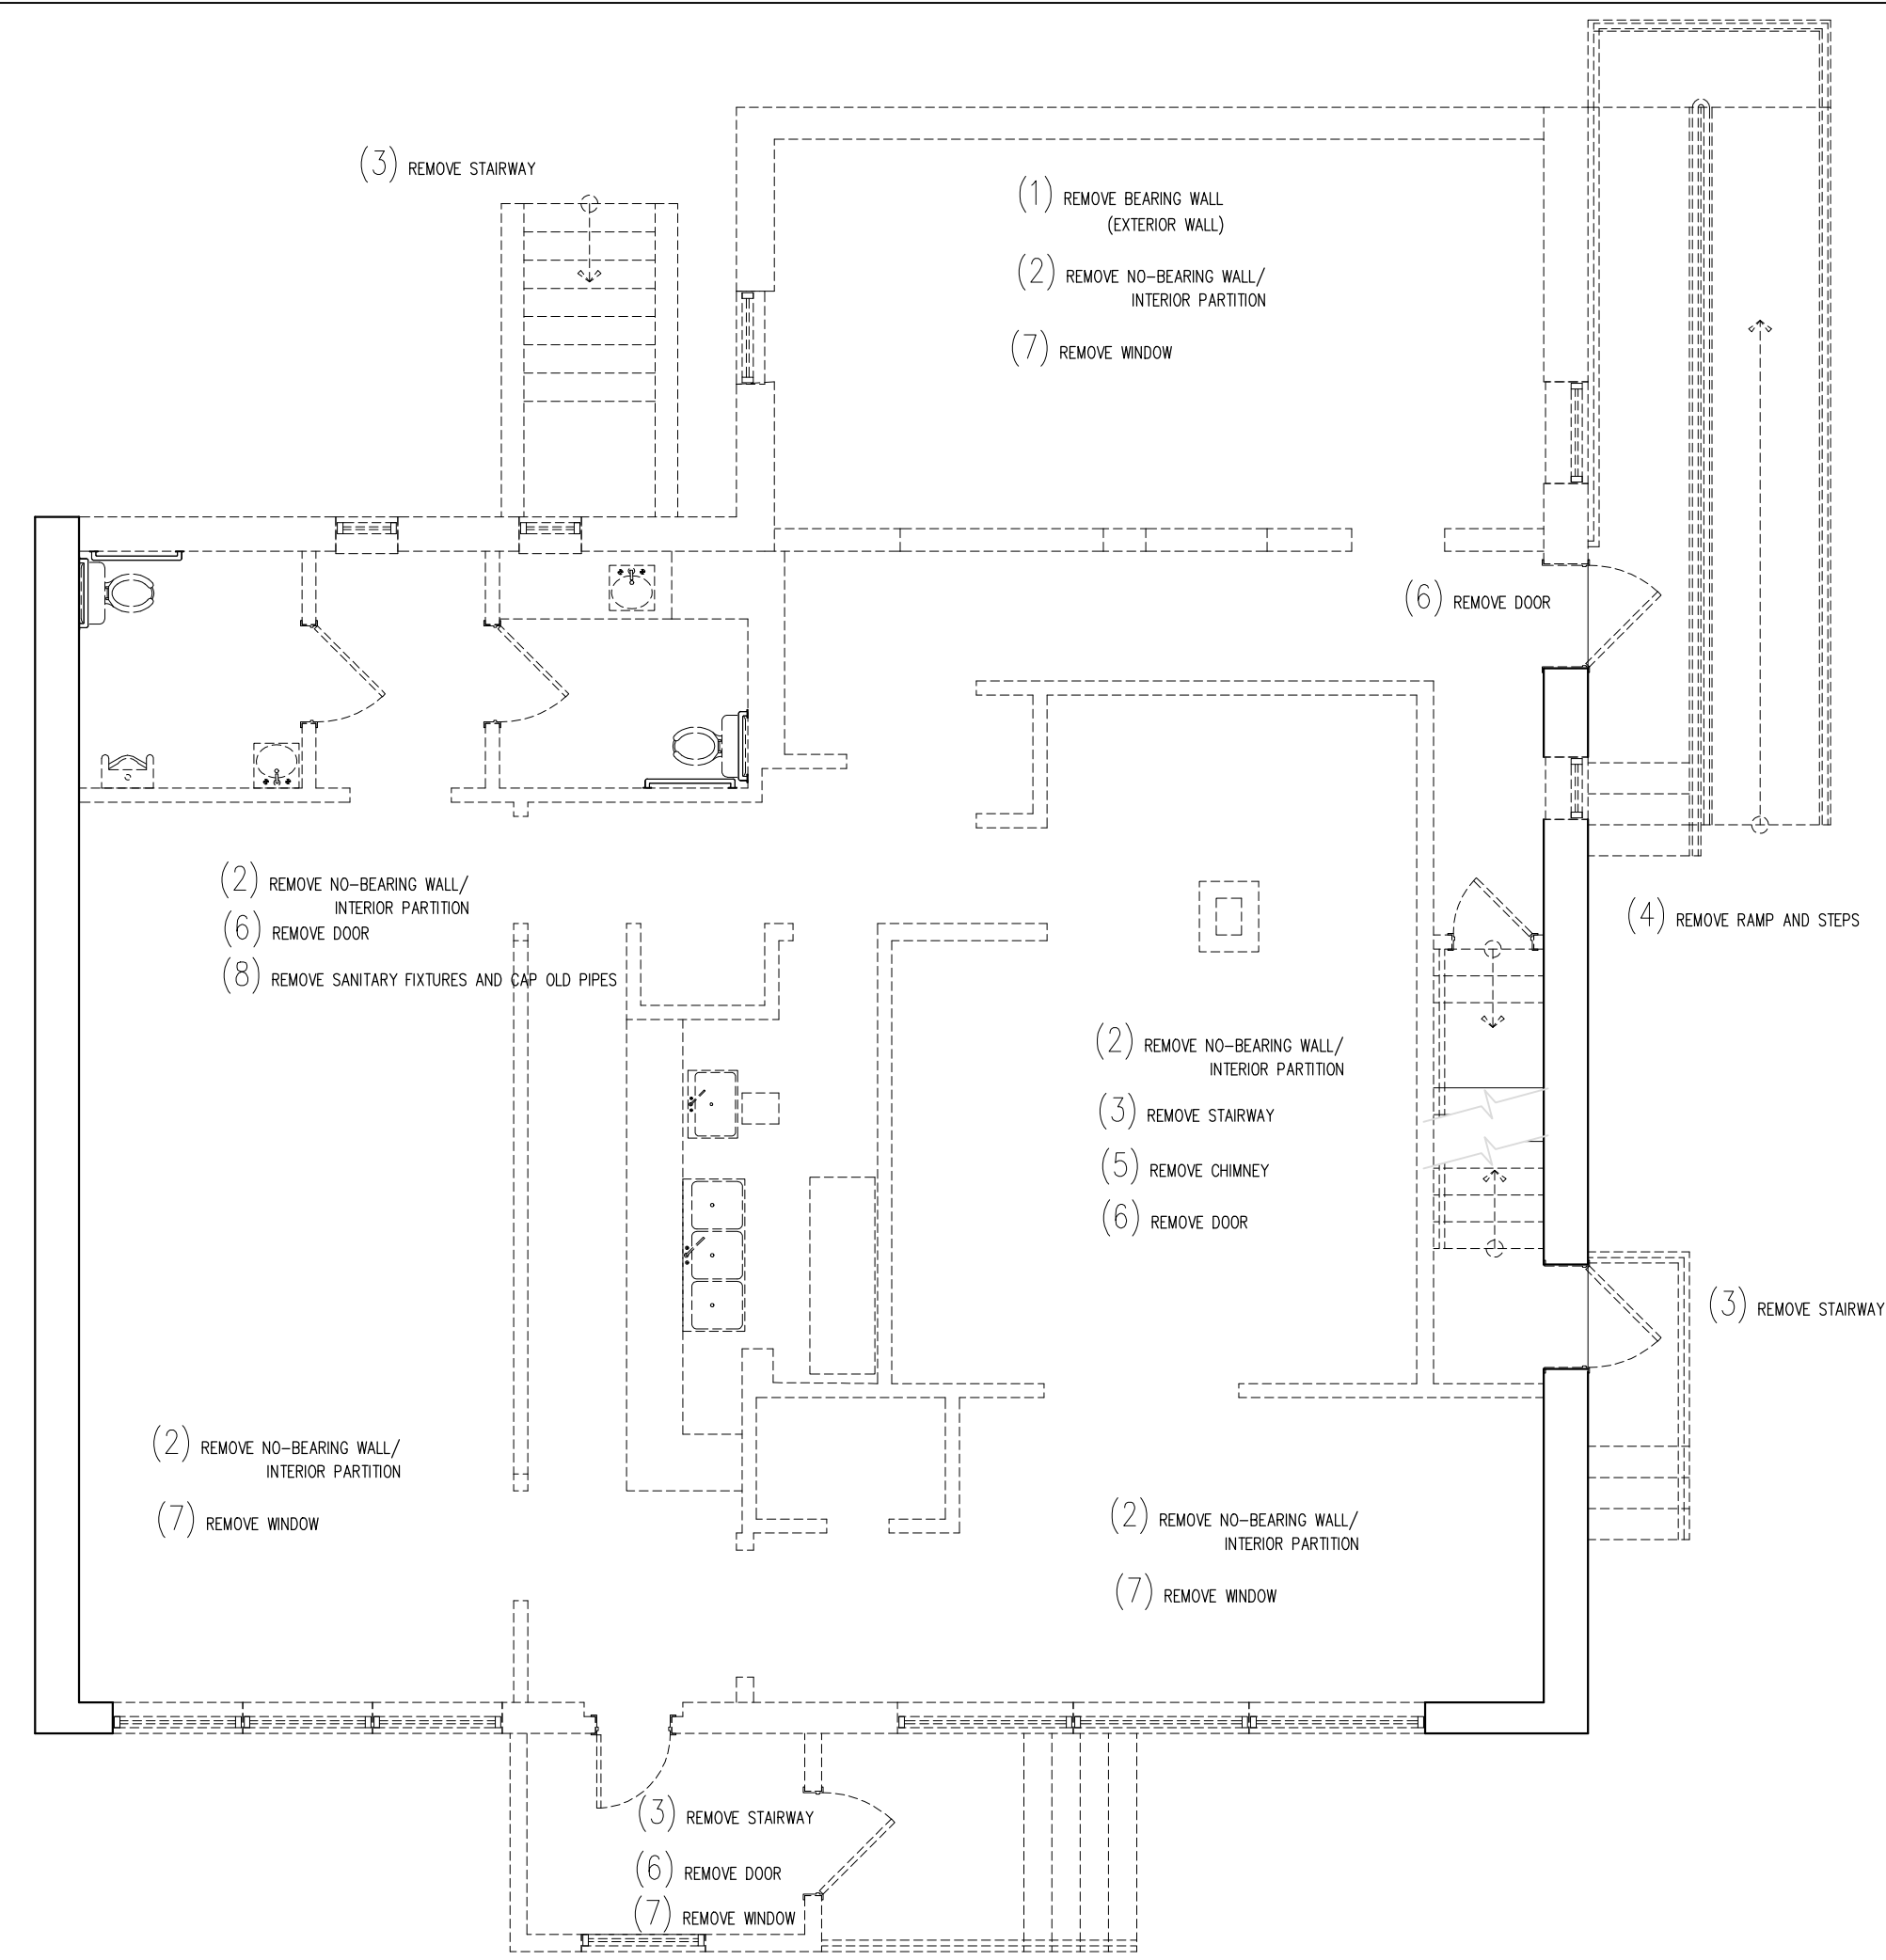 (3) REMOVE STAIRWAY
(1) REMOVE BEARING WALL
(EXTERIOR WALL)
(2) REMOVE NO-BEARING WALL/
INTERIOR PARTITION
(7) REMOVE WINDOW
(6) REMOVE DOOR
(2) REMOVE NO-BEARING WALL/
INTERIOR PARTITION
(6) REMOVE DOOR
(8) REMOVE SANITARY FIXTURES AND CAP OLD PIPES
(4) REMOVE RAMP AND STEPS
(2) REMOVE NO-BEARING WALL/
INTERIOR PARTITION
(3) REMOVE STAIRWAY
(5) REMOVE CHIMNEY
(6) REMOVE DOOR
(3) REMOVE STAIRWAY
(2) REMOVE NO-BEARING WALL/
INTERIOR PARTITION
(7) REMOVE WINDOW
(2) REMOVE NO-BEARING WALL/
INTERIOR PARTITION
(7) REMOVE WINDOW
(3) REMOVE STAIRWAY
(6) REMOVE DOOR
(7) REMOVE WINDOW